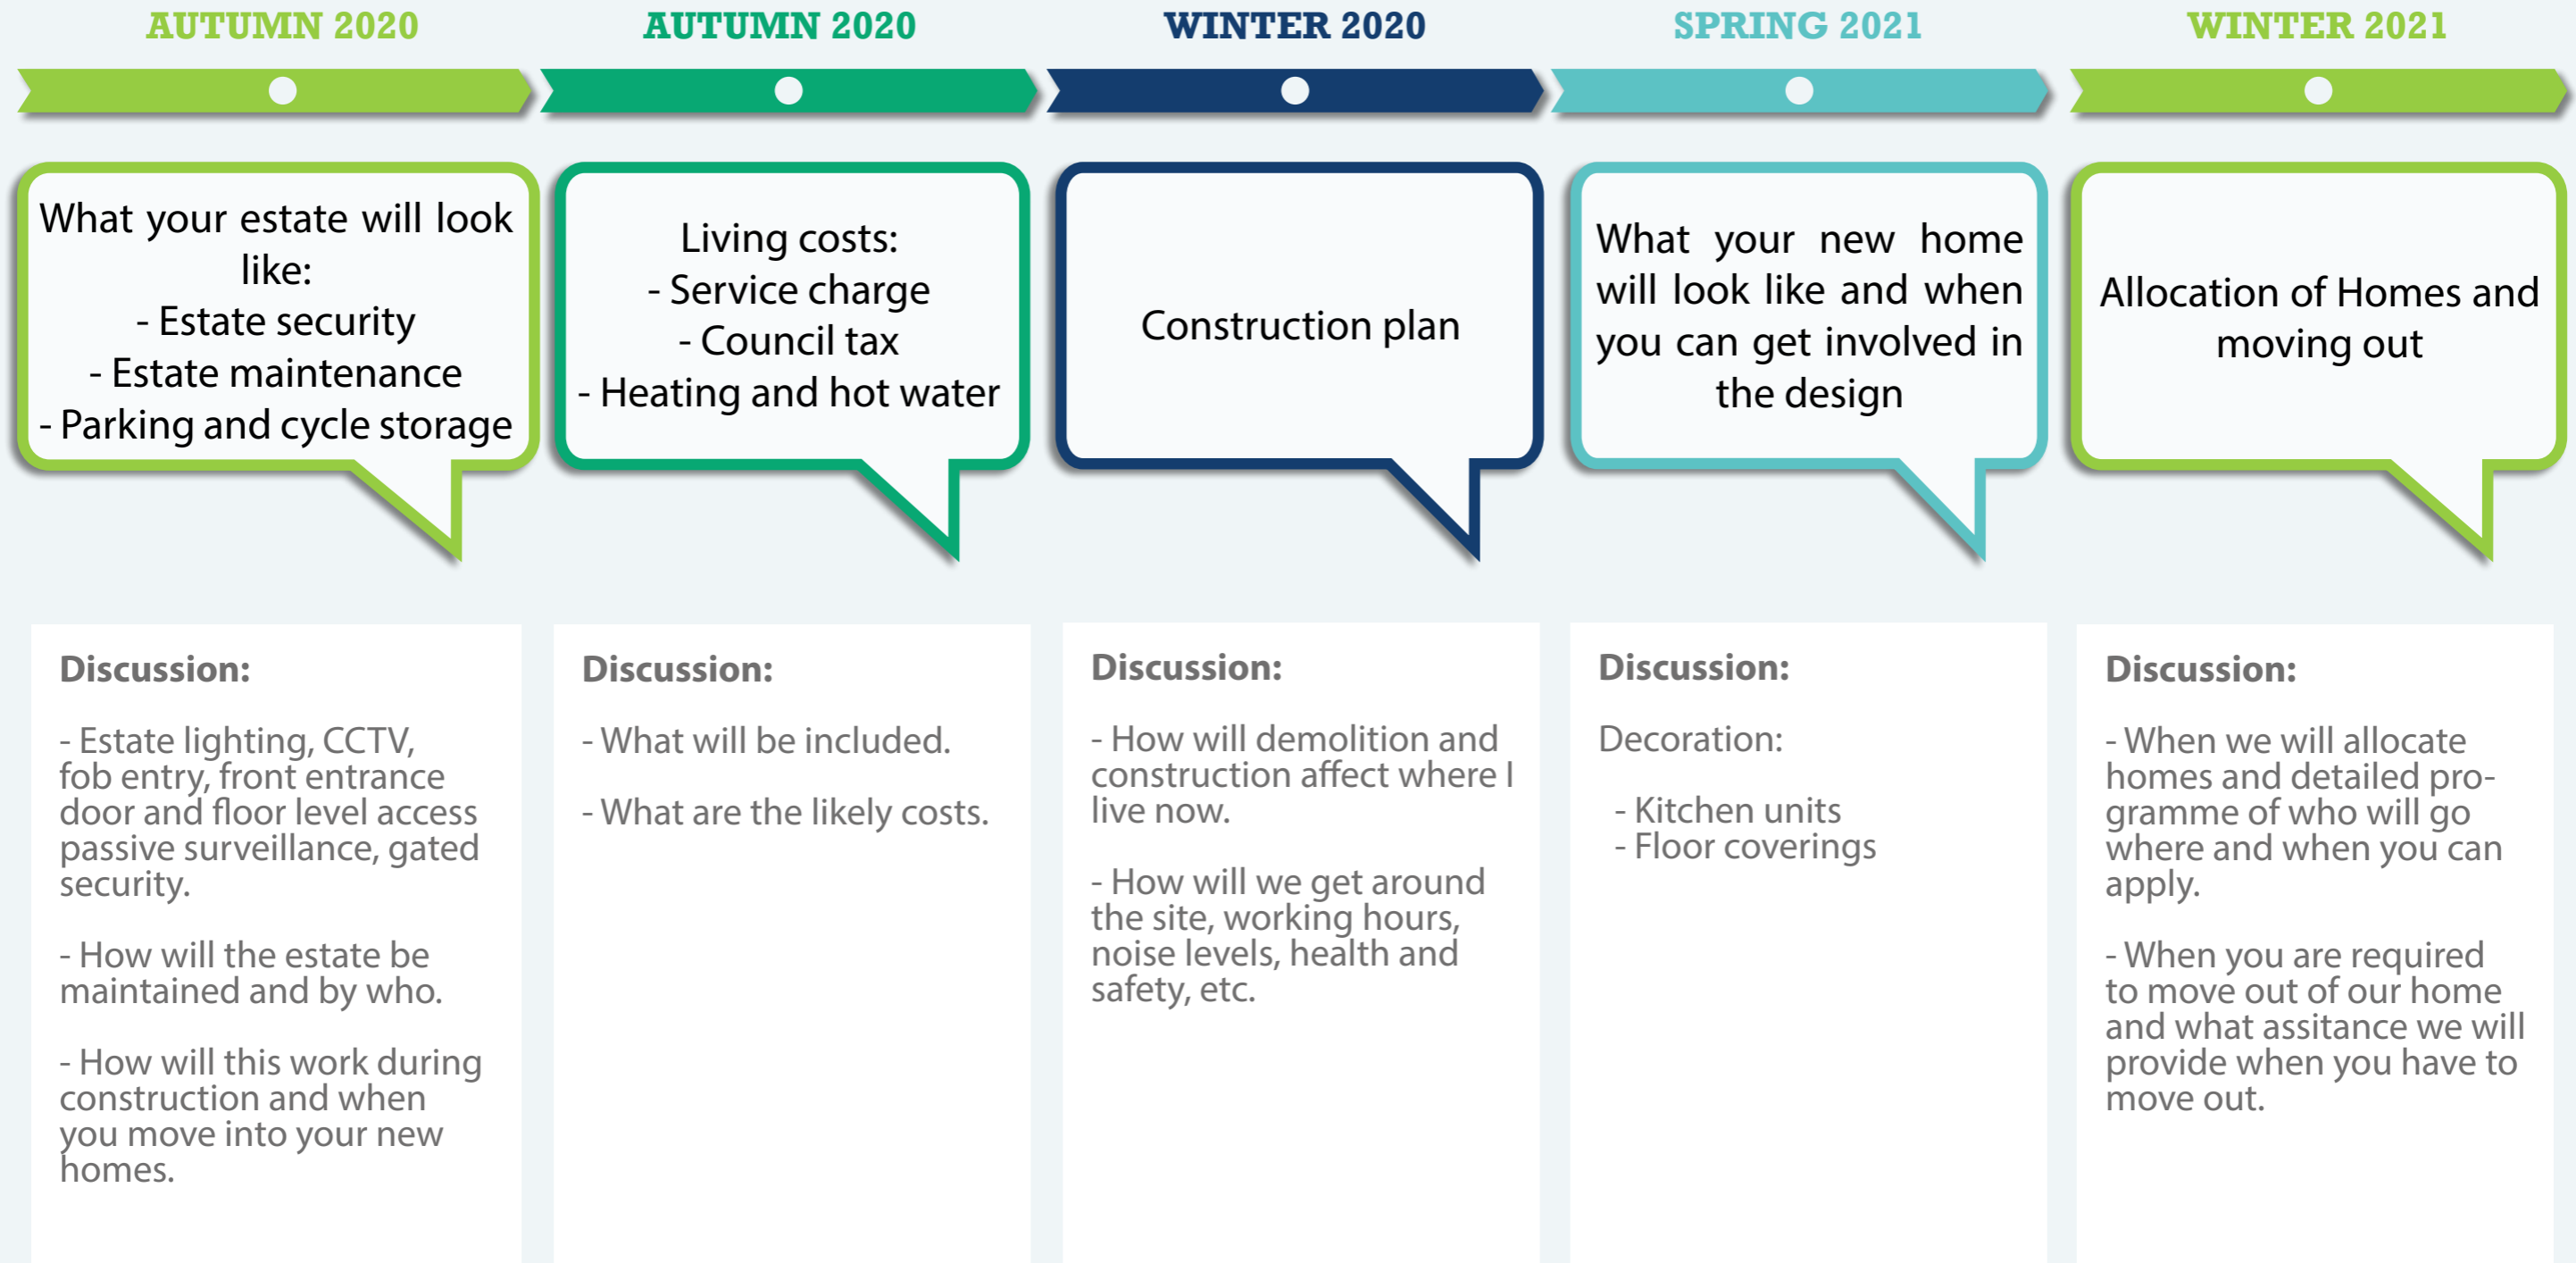 AUTUMN 2020
AUTUMN 2020
WINTER 2020
SPRING 2021
WINTER 2021
What your estate will look
like:
- Estate security
- Estate maintenance
- Parking and cycle storage
Living costs:
- Service charge
- Council tax
- Heating and hot water
Construction plan
What your new home
will look like and when
you can get involved in
the design
Allocation of Homes and
moving out
Discussion:
- Estate lighting, CCTV,
fob entry, front entrance
door and floor level access
passive surveillance, gated
security.
- How will the estate be
maintained and by who.
- How will this work during
construction and when
you move into your new
homes.
Discussion:
- What will be included.
- What are the likely costs.
Discussion:
- How will demolition and
construction affect where I
live now.
- How will we get around
the site, working hours,
noise levels, health and
safety, etc.
Discussion:
Decoration:
- Kitchen units
- Floor coverings
Discussion:
- When we will allocate
homes and detailed pro-
gramme of who will go
where and when you can
apply.
- When you are required
to move out of our home
and what assitance we will
provide when you have to
move out.